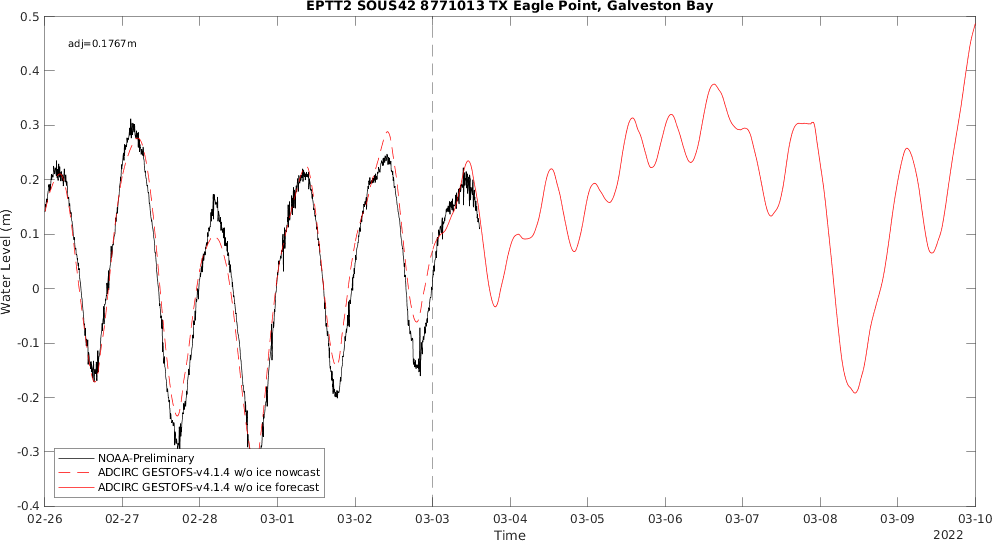 EPTT2 SOUS42 8771013 TX Eagle Point, Galveston Bay
adj=0.1767m
Water Level (m)
0.5
0.4
0.3
0.2
0.1
0
-0.1
-0.2
-0.3
-0.4
NOAA-Preliminary
ADCIRC GESTOFS-v4.1.4 w/o ice nowcast
ADCIRC GESTOFS-v4.1.4 w/o ice forecast
02-26 02-27 02-28 03-01 03-02 03-03 03-04 03-05 03-06 03-07 03-08 03-09 03-10
Time
2022